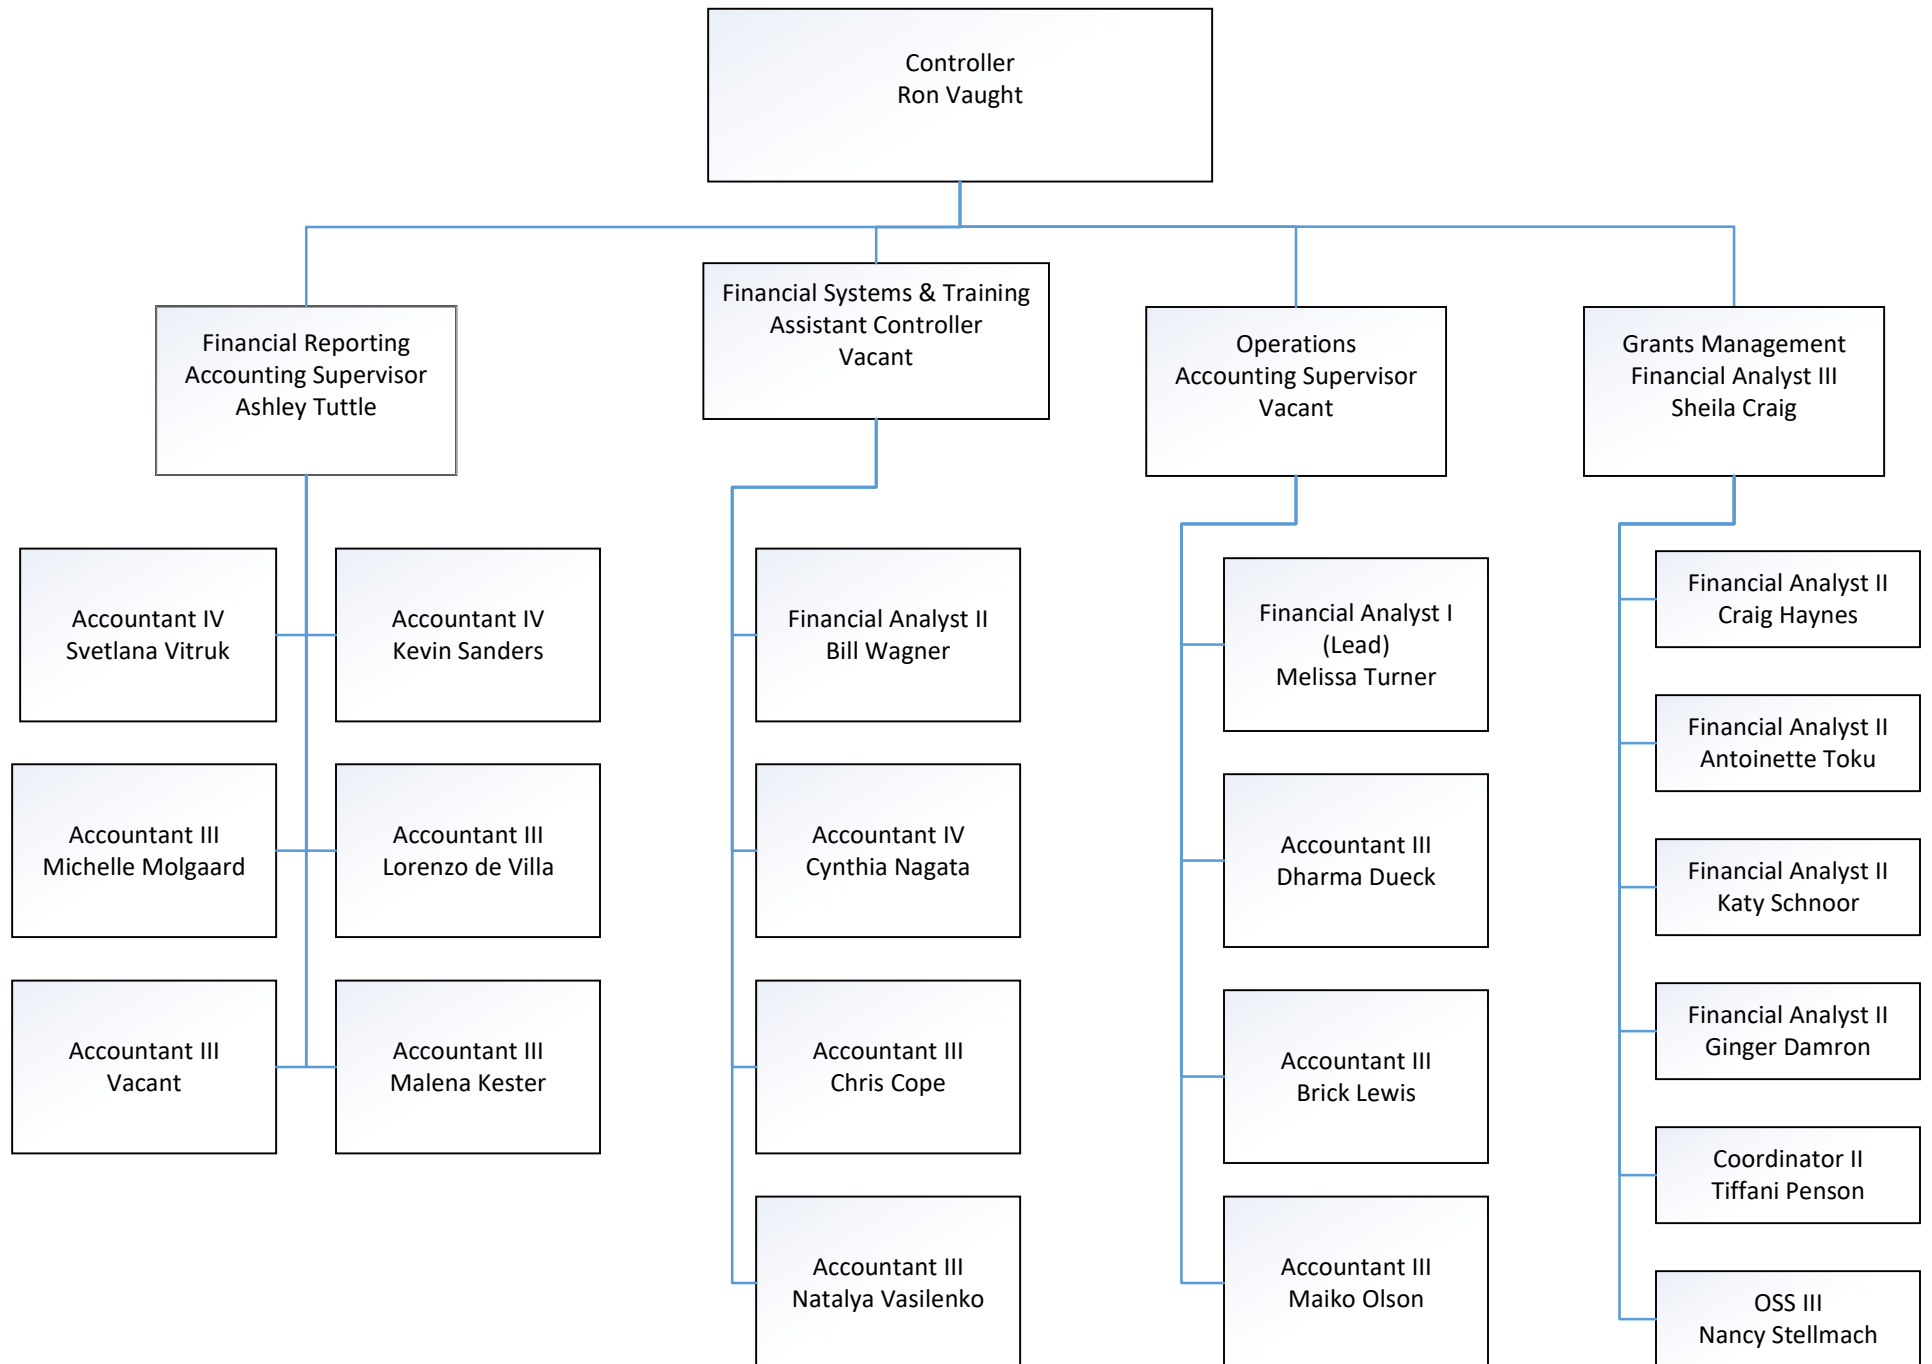 Controller
Ron Vaught
Financial Reporting
Accounting Supervisor
Ashley Tuttle
Financial Systems & Training
Assistant Controller
Vacant
Operations
Accounting Supervisor
Vacant
Grants Management
Financial Analyst III
Sheila Craig
Accountant IV
Svetlana Vitruk
Accountant IV
Kevin Sanders
Accountant III
Michelle Molgaard
Accountant III
Lorenzo de Villa
Accountant III
Vacant
Accountant III
Malena Kester
Financial Analyst II
Bill Wagner
Accountant IV
Cynthia Nagata
Accountant III
Chris Cope
Accountant III
Natalya Vasilenko
Financial Analyst I
(Lead)
Melissa Turner
Accountant III
Dharma Dueck
Accountant III
Brick Lewis
Accountant III
Maiko Olson
Financial Analyst II
Craig Haynes
Financial Analyst II
Antoinette Toku
Financial Analyst II
Katy Schnoor
Financial Analyst II
Ginger Damron
Coordinator II
Tiffani Penson
OSS III
Nancy Stellmach